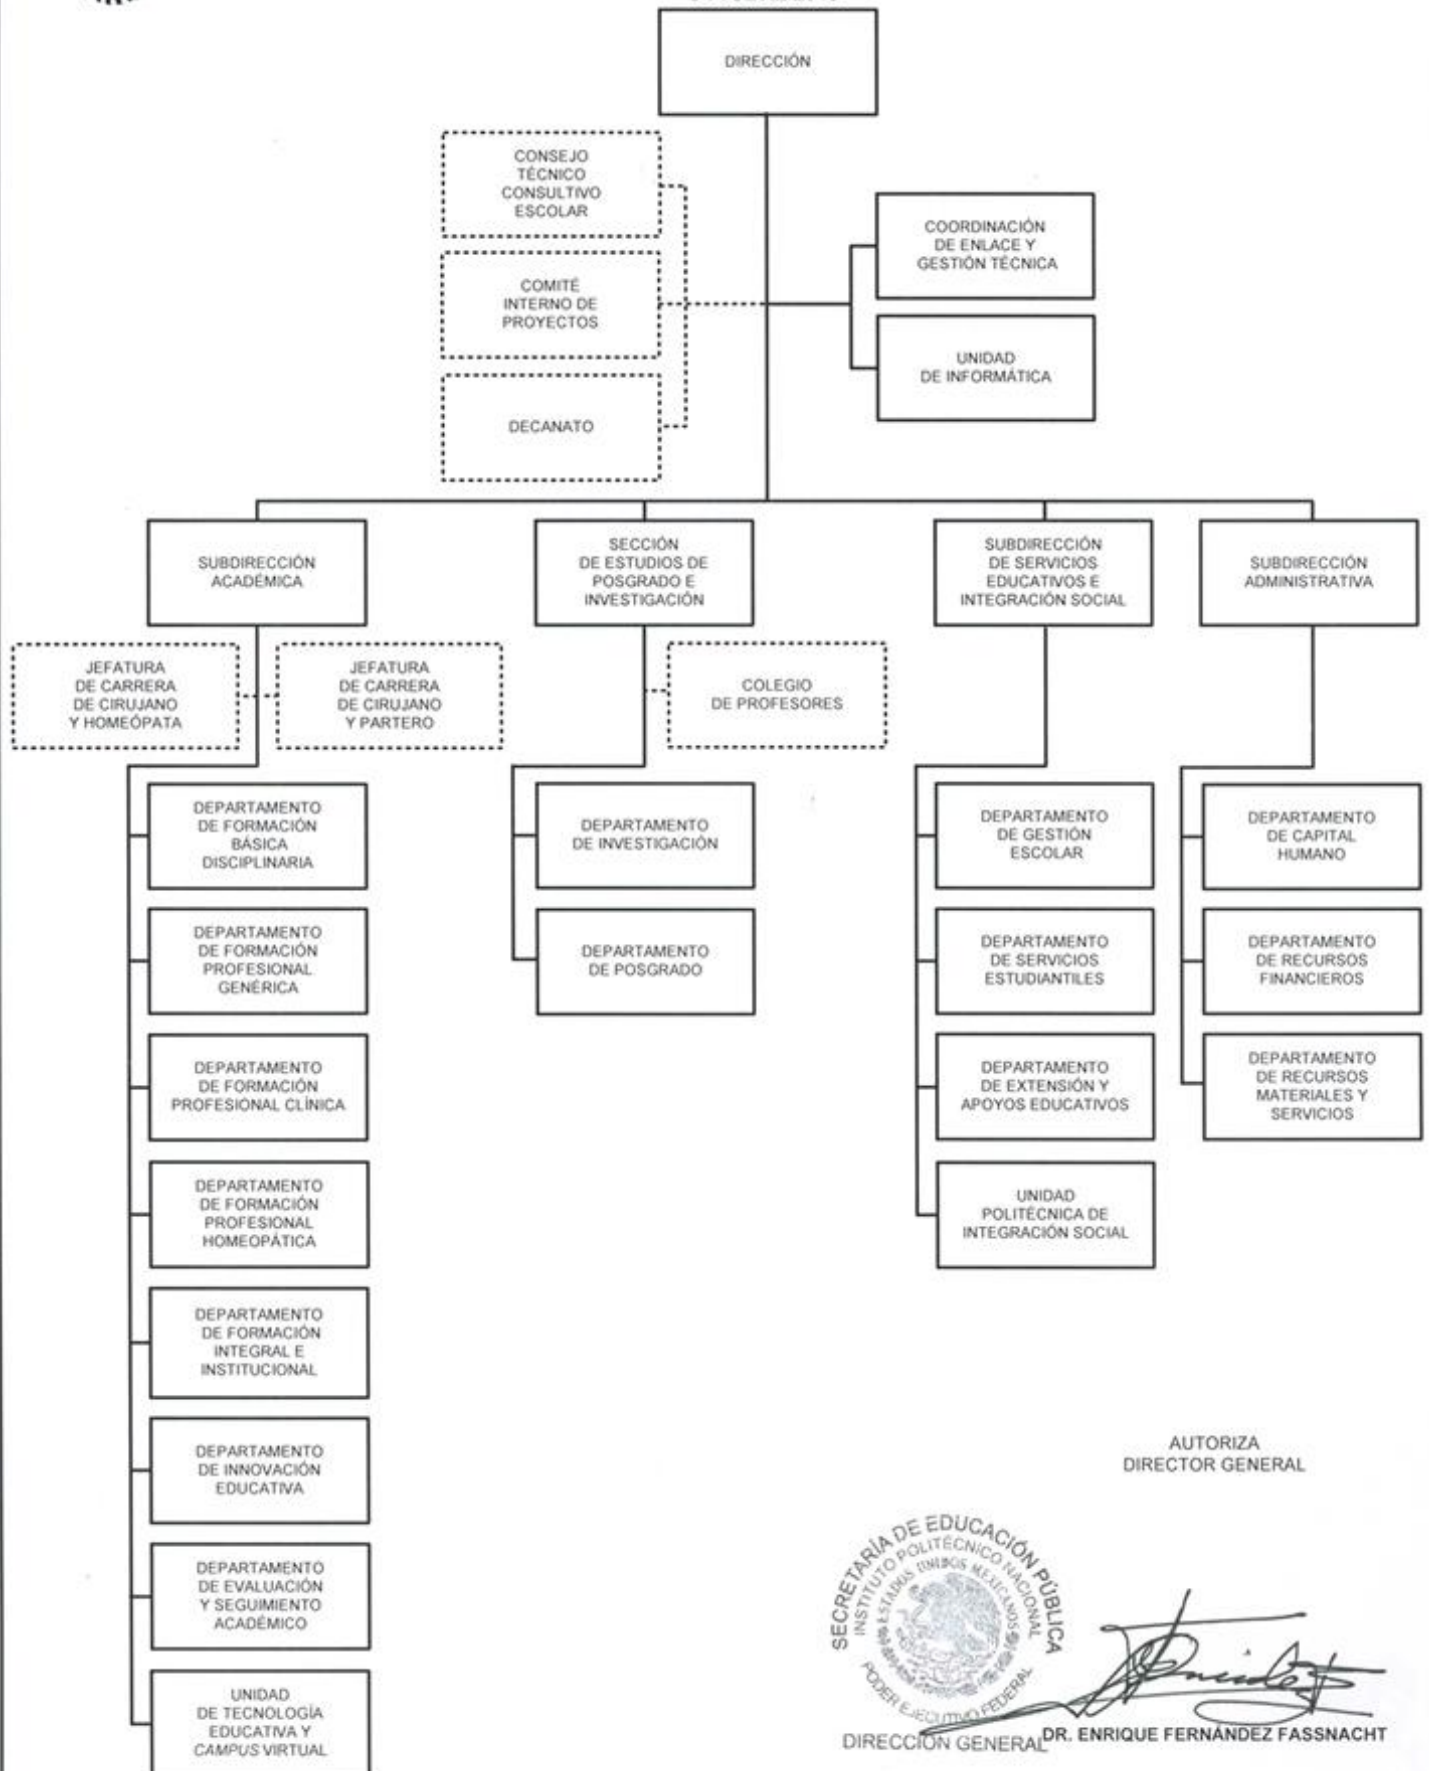 DIRECCIÓN
CONSEJO
TÉCNICO
CONSULTIVO
ESCOLAR
COORDINACIÓN
DE ENLACE Y
GESTIÓN TÉCNICA
COMITÉ
INTERNO DE
PROYECTOS
UNIDAD
DE INFORMÁTICA
DECANATO
SUBDIRECCIÓN
ACADÉMICA
SECCIÓN
DE ESTUDIOS DE
POSGRADO E
INVESTIGACIÓN
SUBDIRECCIÓN
DE SERVICIOS
EDUCATIVOS E
INTEGRACIÓN SOCIAL
SUBDIRECCIÓN
ADMINISTRATIVA
JEFATURA
DE CARRERA
DE CIRUJANO
Y HOMEÓPATA
JEFATURA
DE CARRERA
DE CIRUJANO
Y PARTERO
COLEGIO
DE PROFESORES
DEPARTAMENTO
DE FORMACIÓN
BÁSICA
DISCIPLINARIA
DEPARTAMENTO
DE INVESTIGACIÓN
DEPARTAMENTO
DE GESTIÓN
ESCOLAR
DEPARTAMENTO
DE CAPITAL
HUMANO
DEPARTAMENTO
DE FORMACIÓN
PROFESIONAL
GENÉRICA
DEPARTAMENTO
DE POSGRADO
DEPARTAMENTO
DE SERVICIOS
ESTUDIANTILES
DEPARTAMENTO
DE RECURSOS
FINANCIEROS
DEPARTAMENTO
DE FORMACIÓN
PROFESIONAL CLÍNICA
DEPARTAMENTO
DE EXTENSIÓN Y
APOYOS EDUCATIVOS
DEPARTAMENTO
DE RECURSOS
MATERIALES Y
SERVICIOS
DEPARTAMENTO
DE FORMACIÓN
PROFESIONAL
HOMEOPÁTICA
UNIDAD
POLITÉCNICA DE
INTEGRACIÓN SOCIAL
DEPARTAMENTO
DE FORMACIÓN
INTEGRAL E
INSTITUCIONAL
DEPARTAMENTO
DE INNOVACIÓN
EDUCATIVA
DEPARTAMENTO
DE EVALUACIÓN
Y SEGUIMIENTO
ACADÉMICO
UNIDAD
DE TECNOLOGÍA
EDUCATIVA Y
CAMPUS VIRTUAL
AUTORIZA
DIRECTOR GENERAL
SECRETARÍA DE EDUCACIÓN PÚBLICA
INSTITUTO POLITÉCNICO NACIONAL
ESTADOS UNIDOS MEXICANOS
PODER EJECUTIVO FEDERAL
DIRECCIÓN GENERAL
DR. ENRIQUE FERNÁNDEZ FASSNACHT